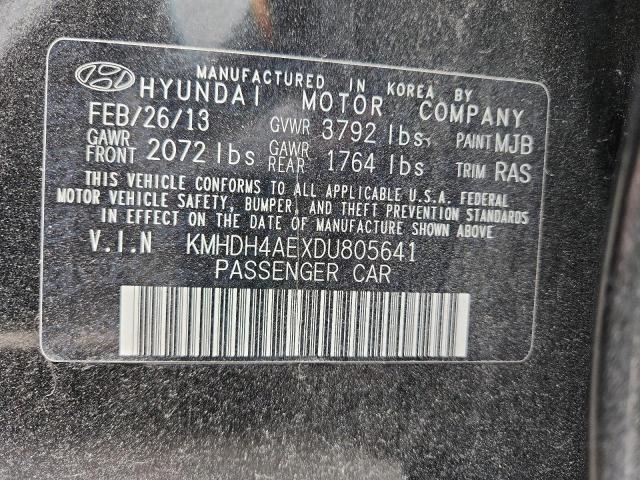 MANUFACTURED IN KOREA BY
HYUNDAI MOTOR COMPANY
FEB/26/13 GVWR 3792 lbs PAINT MJB
GAWR FRONT 2072 lbs GAWR REAR 1764 lbs TRIM RAS
THIS VEHICLE CONFORMS TO ALL APPLICABLE U.S.A. FEDERAL
MOTOR VEHICLE SAFETY, BUMPER, AND THEFT PREVENTION STANDARDS
IN EFFECT ON THE DATE OF MANUFACTURE SHOWN ABOVE.
V.I.N KMHDH4AEXDU805641
PASSENGER CAR